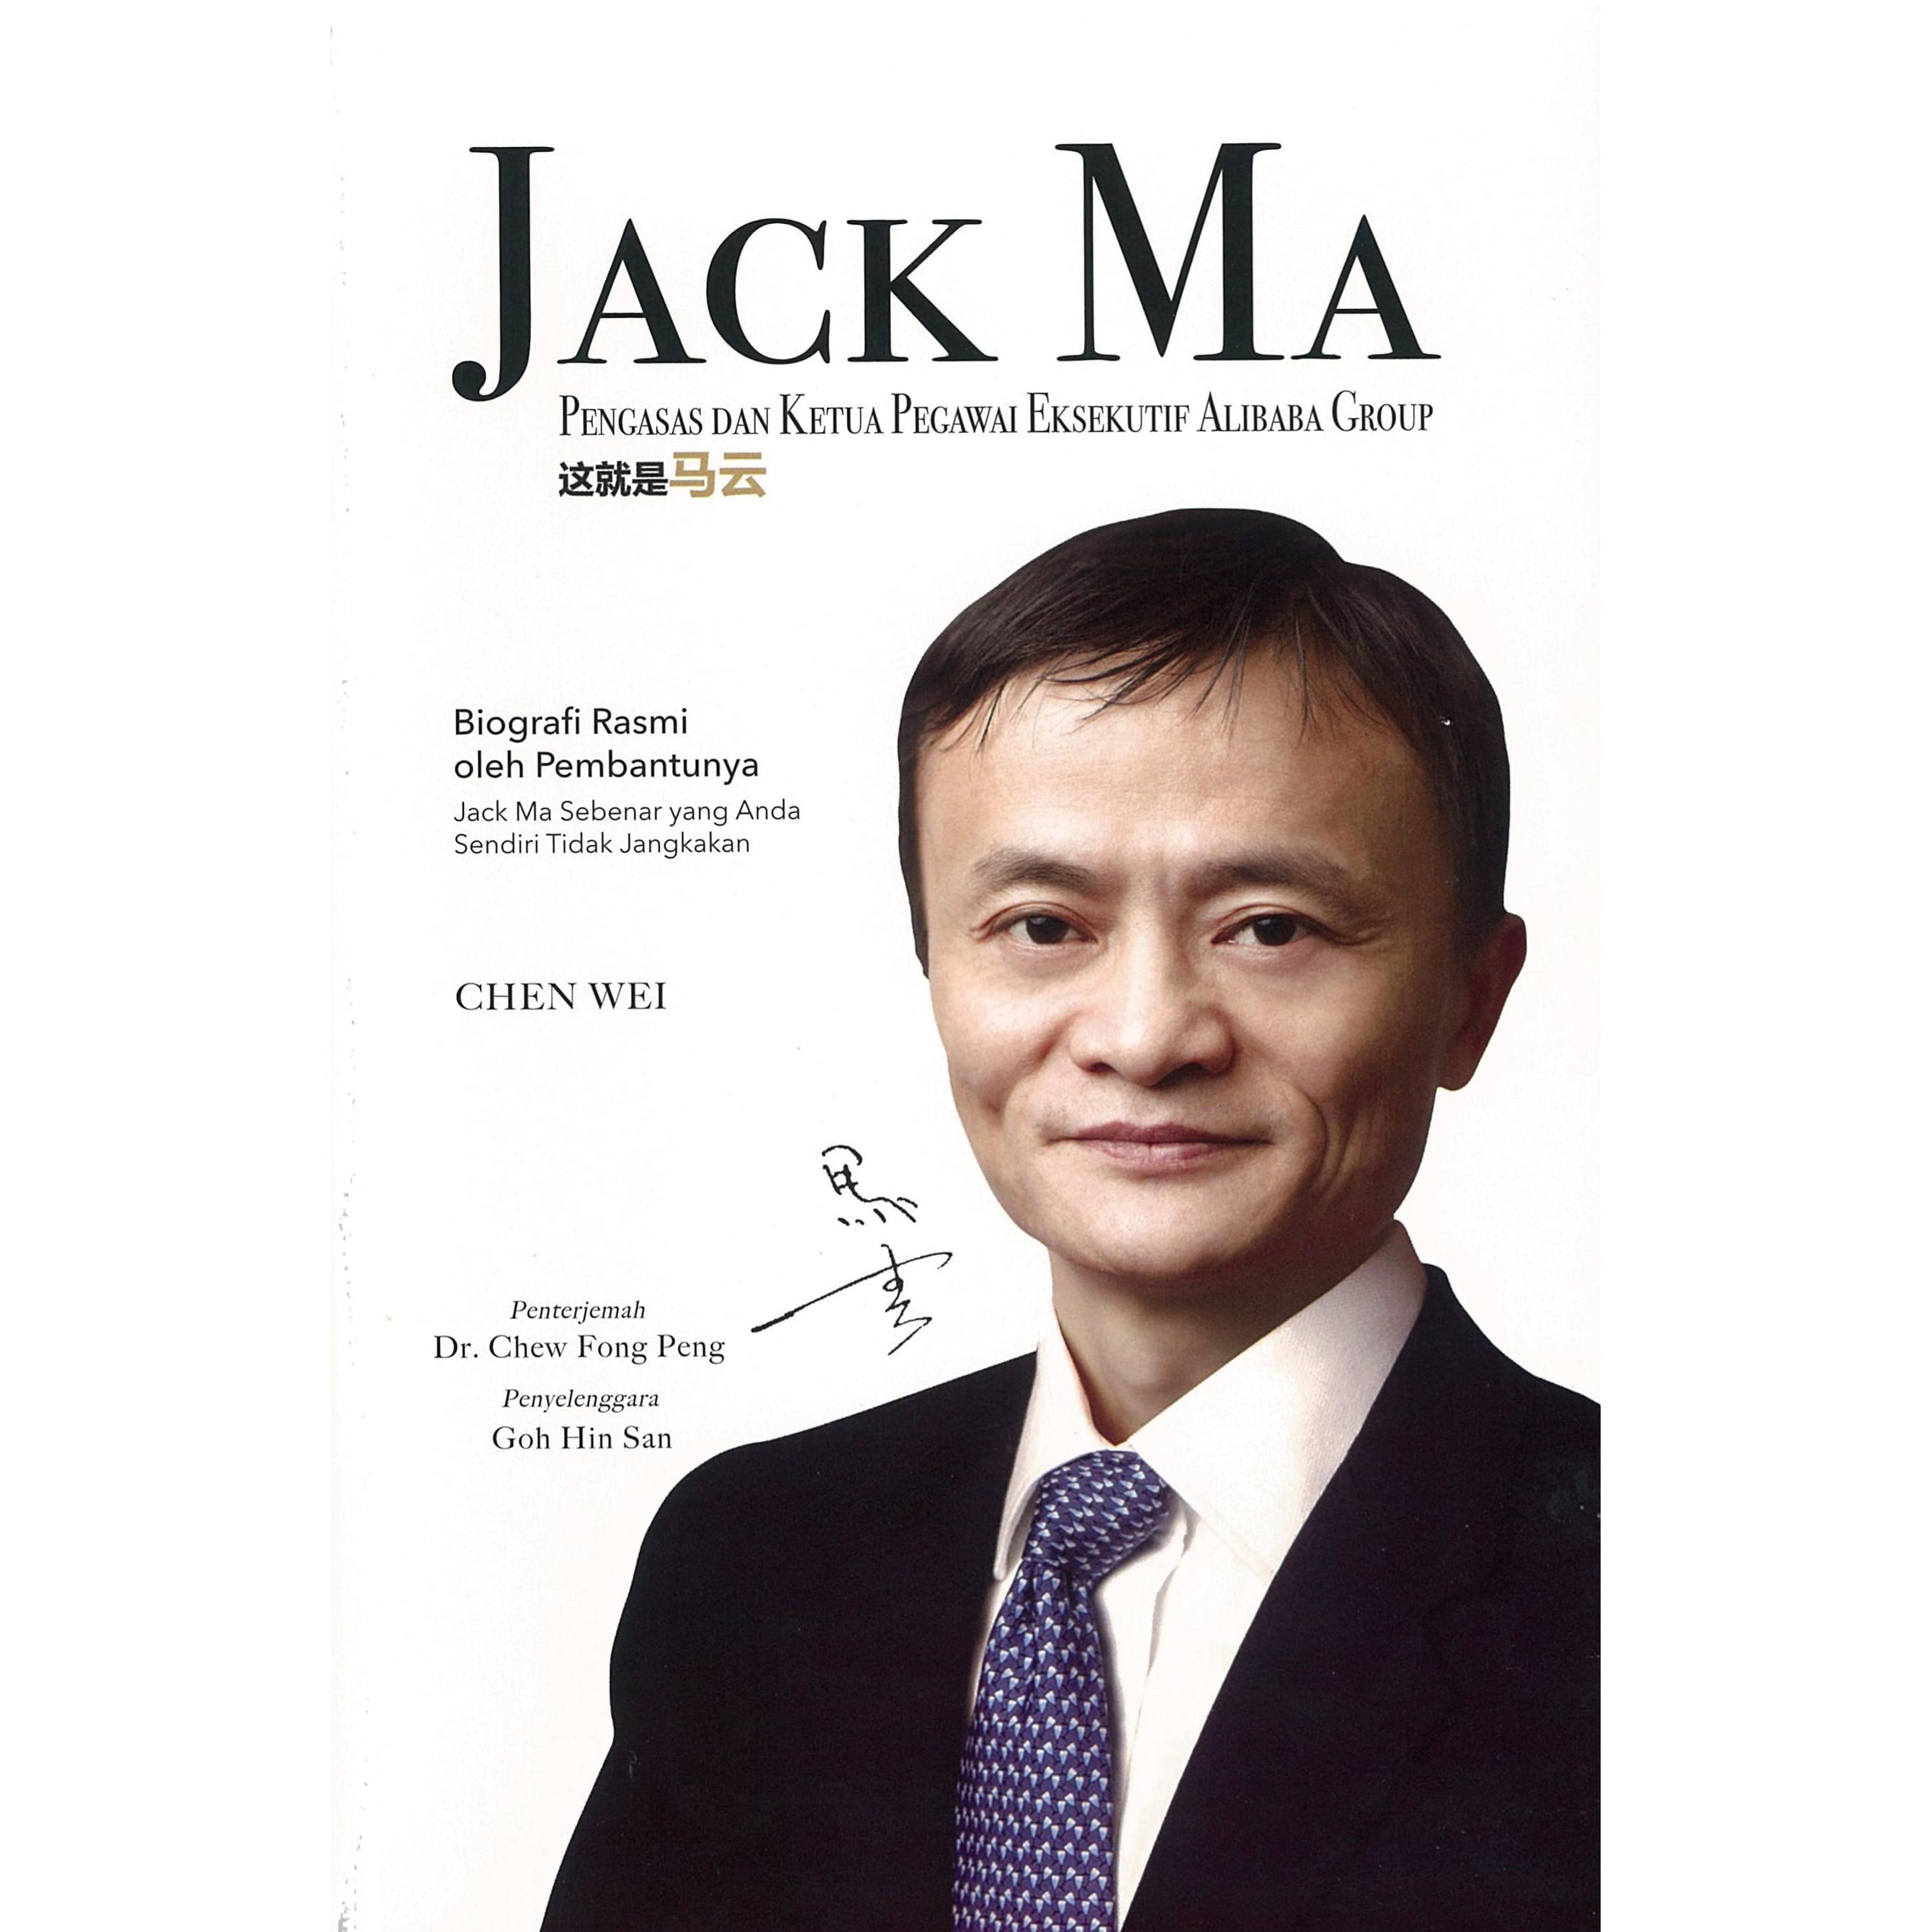 JACK MA
PENGASAS DAN KETUA PEGAWAI EKSEKUTIF ALIBABA GROUP
这就是马云
Biografi Rasmi
oleh Pembantunya
Jack Ma Sebenar yang Anda
Sendiri Tidak Jangkakan
CHEN WEI
Penterjemah
Dr. Chew Fong Peng
Penyelenggara
Goh Hin San